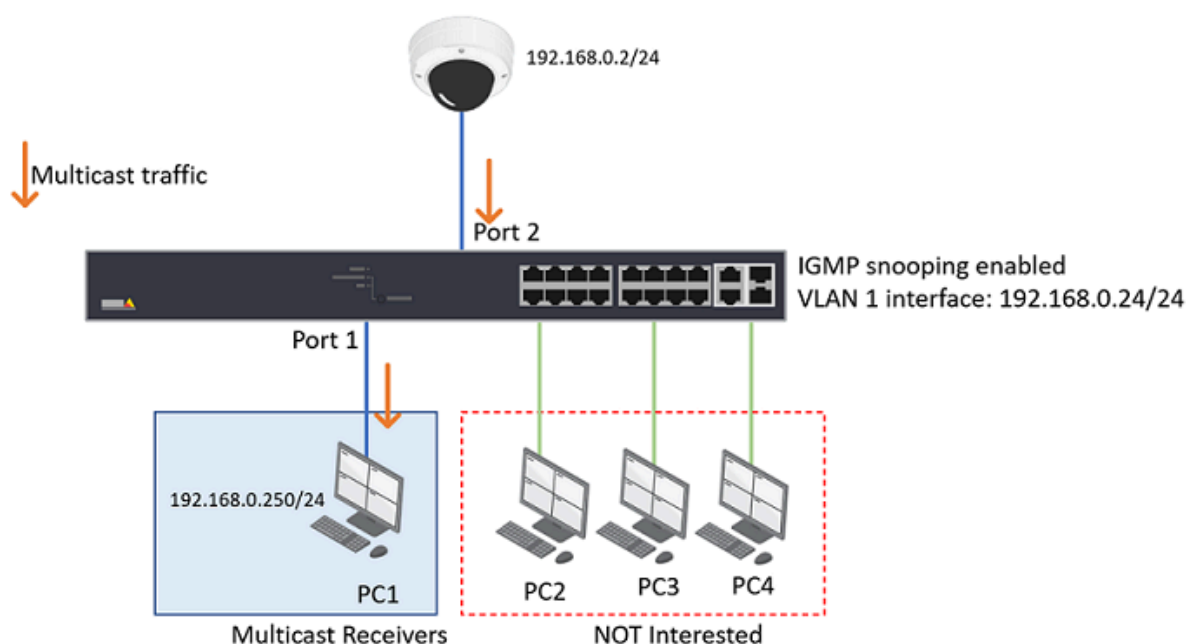 192.168.0.2/24
Multicast traffic
Port 2
IGMP snooping enabled
VLAN 1 interface: 192.168.0.24/24
Port 1
192.168.0.250/24
PC1
PC2
PC3
PC4
Multicast Receivers
NOT Interested